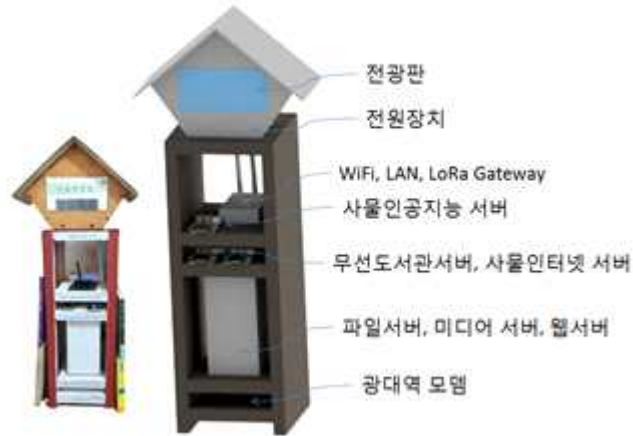 전광판
전원장치
WiFi, LAN, LoRa Gateway
사물인공지능 서버
무선도서관서버, 사물인터넷 서버
파일서버, 미디어 서버, 웹서버
광대역 모뎀